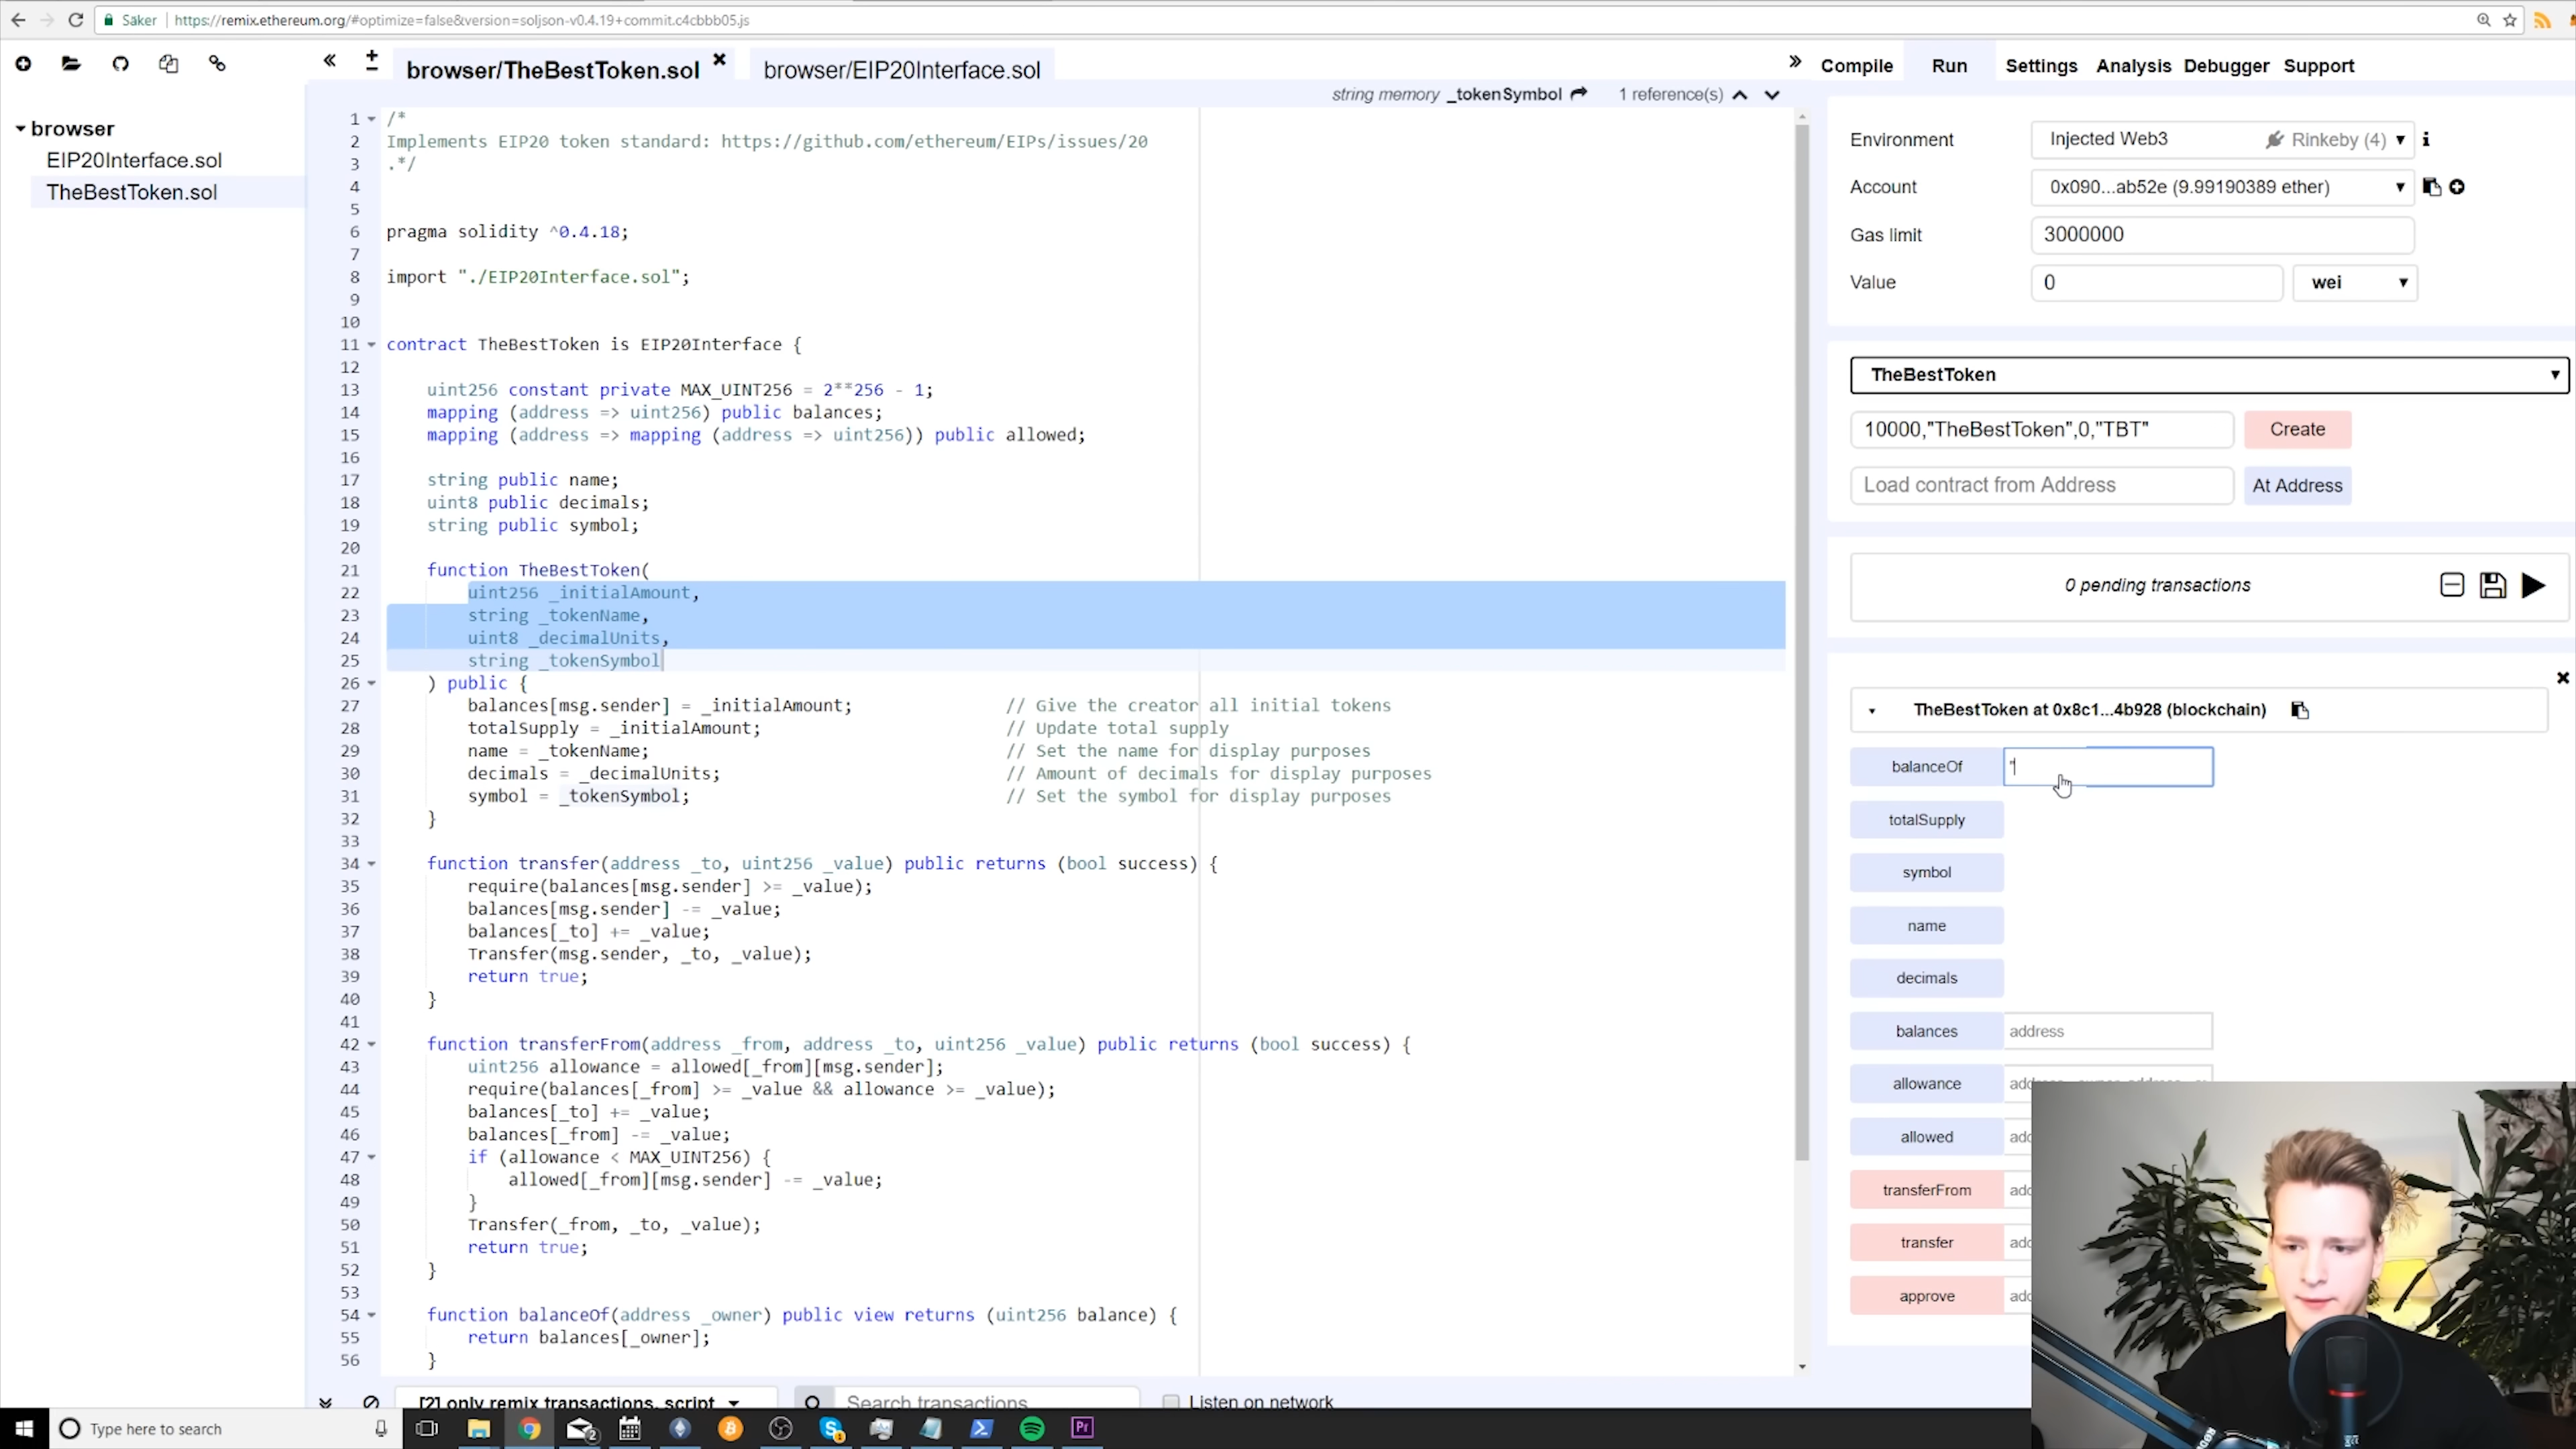 Säker
https://remix.ethereum.org/#optimize=false&version=soljson-v0.4.19+commit.c4cbbb05.js
browser/TheBestToken.sol
browser/EIP20Interface.sol
Compile
Run
Settings
Analysis
Debugger
Support
string memory _tokenSymbol
1 reference(s)
browser
EIP20Interface.sol
TheBestToken.sol
1 /*
2 Implements EIP20 token standard: https://github.com/ethereum/EIPs/issues/20
3 .*/
4
5
6 pragma solidity ^0.4.18;
7
8 import "./EIP20Interface.sol";
9
10
11 contract TheBestToken is EIP20Interface {
12
13 uint256 constant private MAX_UINT256 = 2**256 - 1;
14 mapping (address => uint256) public balances;
15 mapping (address => mapping (address => uint256)) public allowed;
16
17 string public name;
18 uint8 public decimals;
19 string public symbol;
20
21 function TheBestToken(
22 uint256 _initialAmount,
23 string _tokenName,
24 uint8 _decimalUnits,
25 string _tokenSymbol
26 ) public {
27 balances[msg.sender] = _initialAmount; // Give the creator all initial tokens
28 totalSupply = _initialAmount; // Update total supply
29 name = _tokenName; // Set the name for display purposes
30 decimals = _decimalUnits; // Amount of decimals for display purposes
31 symbol = _tokenSymbol; // Set the symbol for display purposes
32 }
33
34 function transfer(address _to, uint256 _value) public returns (bool success) {
35 require(balances[msg.sender] >= _value);
36 balances[msg.sender] -= _value;
37 balances[_to] += _value;
38 Transfer(msg.sender, _to, _value);
39 return true;
40 }
41
42 function transferFrom(address _from, address _to, uint256 _value) public returns (bool success) {
43 uint256 allowance = allowed[_from][msg.sender];
44 require(balances[_from] >= _value && allowance >= _value);
45 balances[_to] += _value;
46 balances[_from] -= _value;
47 if (allowance < MAX_UINT256) {
48 allowed[_from][msg.sender] -= _value;
49 }
50 Transfer(_from, _to, _value);
51 return true;
52 }
53
54 function balanceOf(address _owner) public view returns (uint256 balance) {
55 return balances[_owner];
56 }
[2] only remix transactions, script
Search transactions
Listen on network
Environment
Injected Web3
Rinkeby (4)
Account
0x090...ab52e (9.99190389 ether)
Gas limit
3000000
Value
0
wei
TheBestToken
10000,"TheBestToken",0,"TBT"
Create
Load contract from Address
At Address
0 pending transactions
TheBestToken at 0x8c1...4b928 (blockchain)
balanceOf
"
totalSupply
symbol
name
decimals
balances
address
allowance
allowed
add
transferFrom
add
transfer
add
approve
add
Type here to search
2
Pr